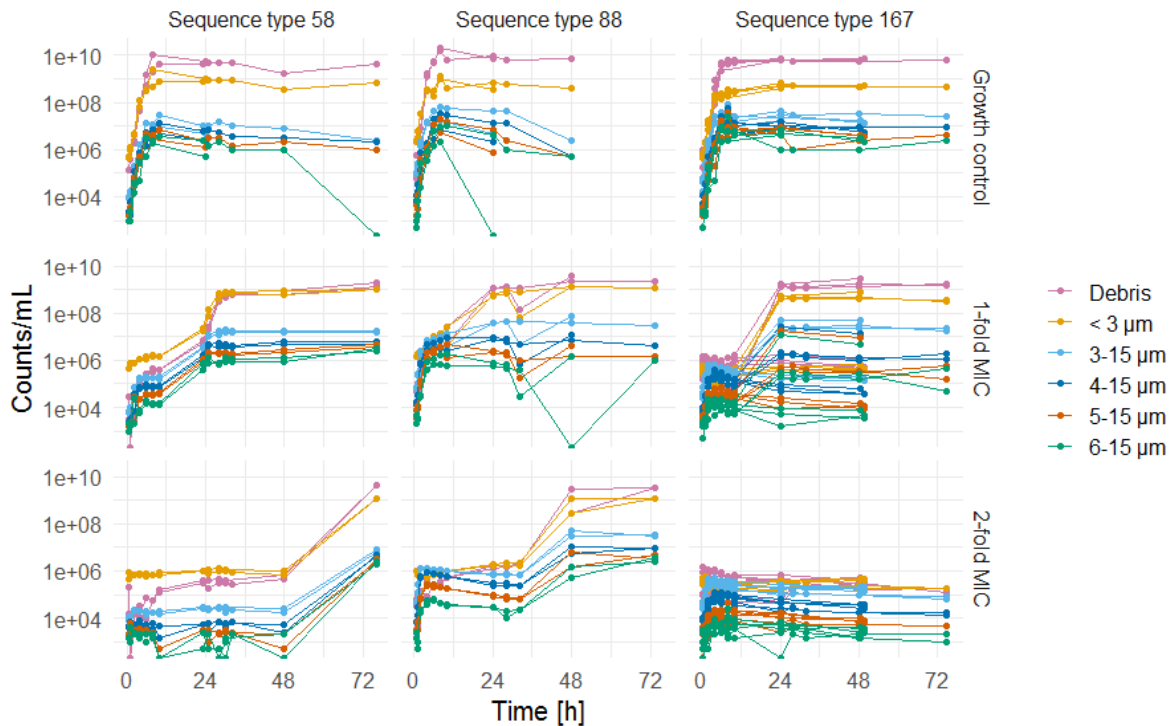 Sequence type 58 Sequence type 88 Sequence type 167
1e+10
1e+08
1e+06
1e+04
Growth control
1e+10
1e+08
1e+06
1e+04
1-fold MIC
1e+10
1e+08
1e+06
1e+04
2-fold MIC
Counts/mL
0 24 48 72 0 24 48 72 0 24 48 72
Time [h]
Debris
< 3 µm
3-15 µm
4-15 µm
5-15 µm
6-15 µm